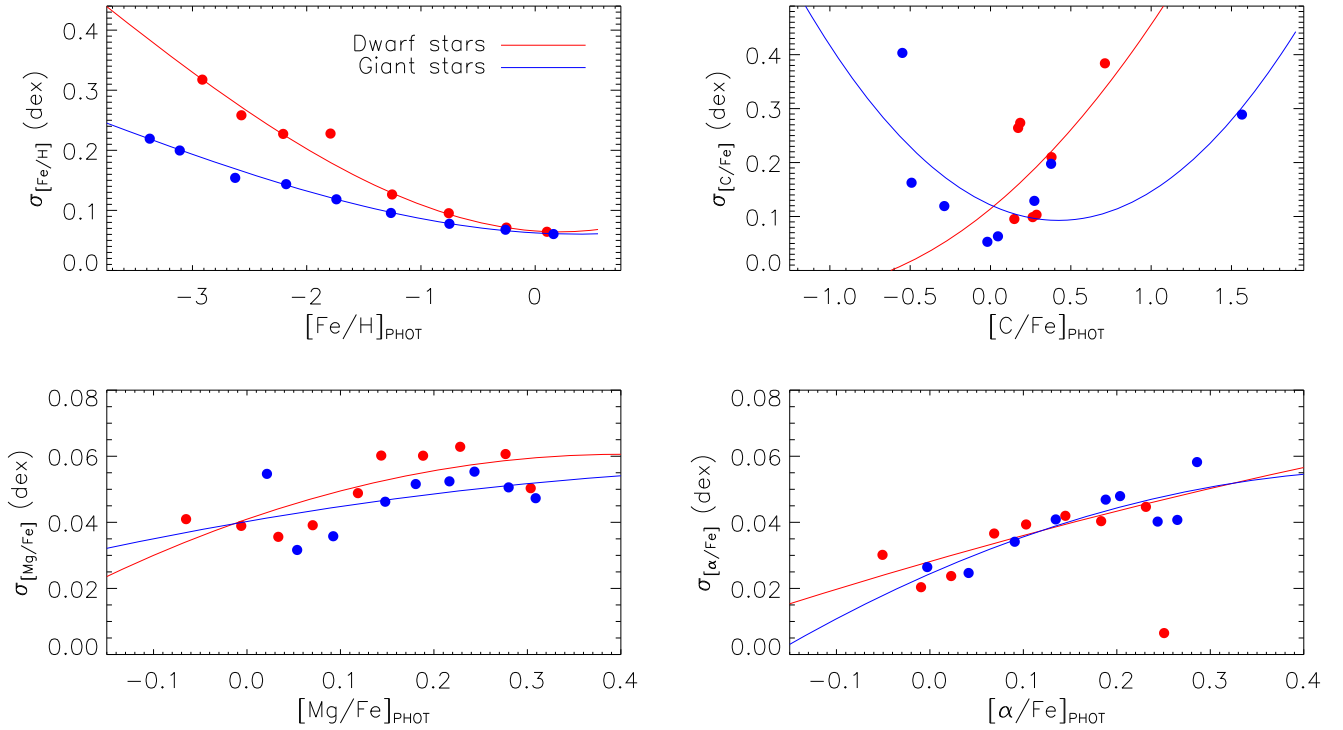 0.4
0.3
0.2
0.1
0.0
σ[Fe/H] (dex)
Dwarf stars
Giant stars
−3 −2 −1 0
[Fe/H]PHOT
0.4
0.3
0.2
0.1
0.0
σ[C/Fe] (dex)
−1.0 −0.5 0.0 0.5 1.0 1.5
[C/Fe]PHOT
0.08
0.06
0.04
0.02
0.00
σ[Mg/Fe] (dex)
−0.1 0.0 0.1 0.2 0.3 0.4
[Mg/Fe]PHOT
0.08
0.06
0.04
0.02
0.00
σ[α/Fe] (dex)
−0.1 0.0 0.1 0.2 0.3 0.4
[α/Fe]PHOT